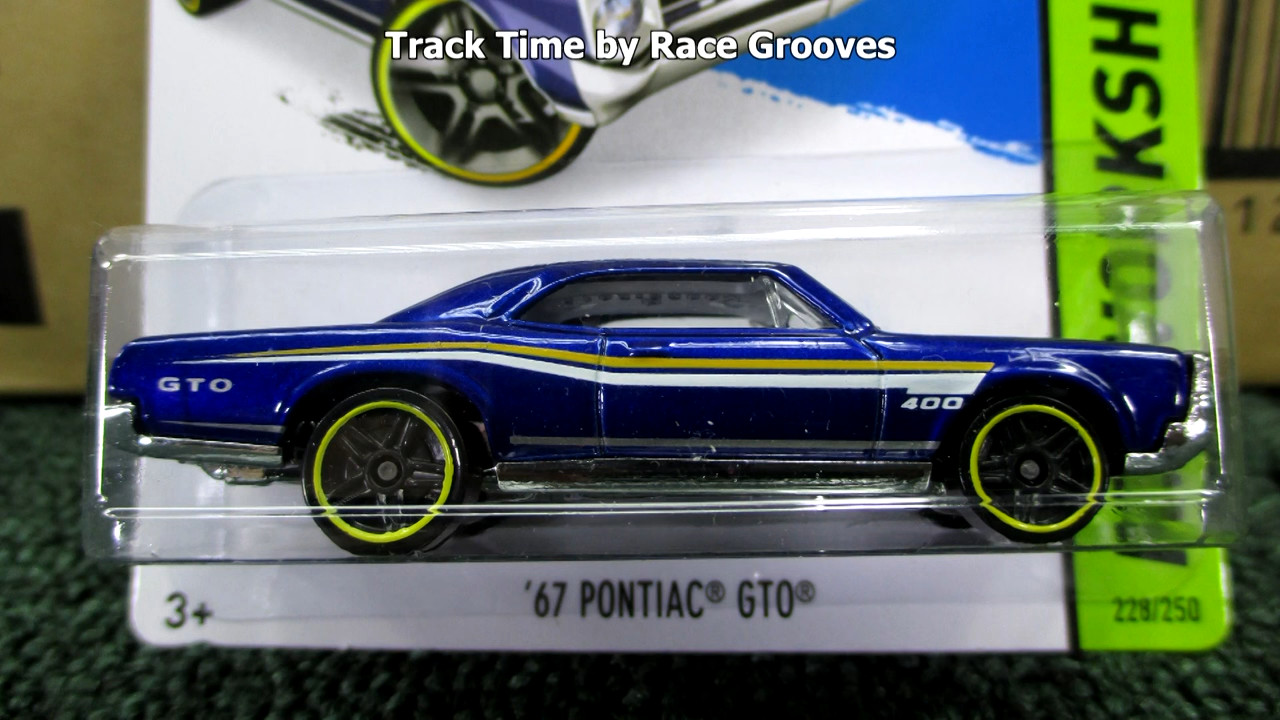 Track Time by Race Grooves
GTO
400
3+
'67 PONTIAC® GTO®
228/250